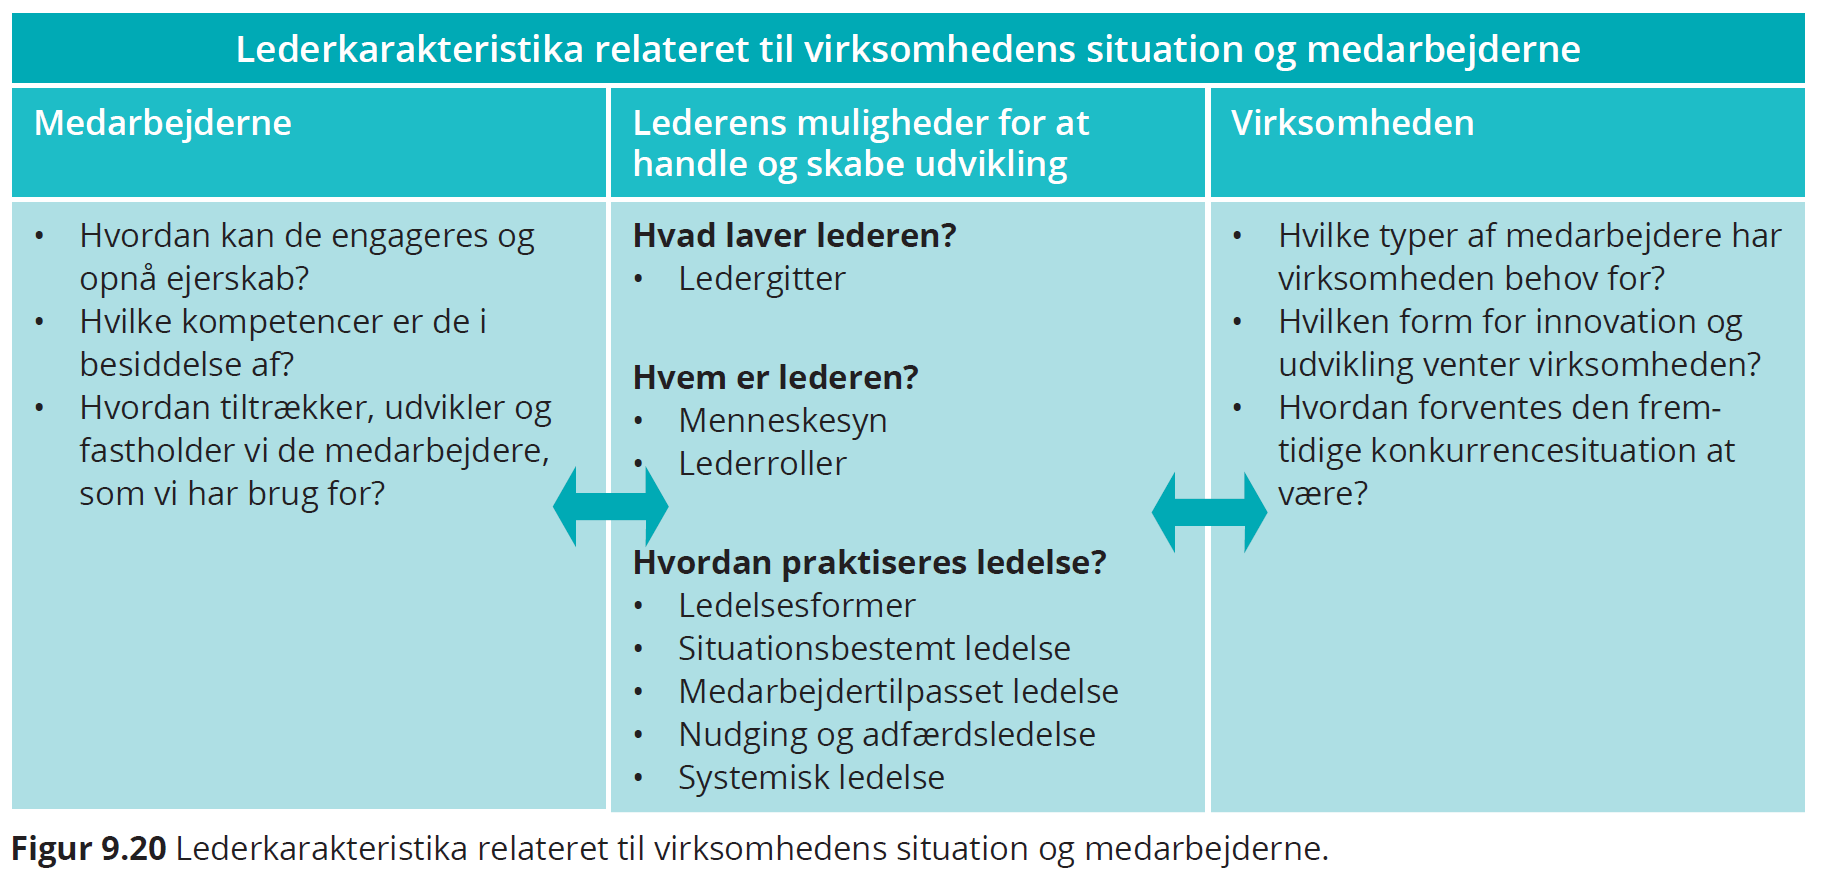 Lederkarakteristika relateret til virksomhedens situation og medarbejderne
Medarbejderne
Lederens muligheder for at
handle og skabe udvikling
Virksomheden
• Hvordan kan de engageres og
opnå ejerskab?
• Hvilke kompetencer er de i
besiddelse af?
• Hvordan tiltrækker, udvikler og
fastholder vi de medarbejdere,
som vi har brug for?
Hvad laver lederen?
• Ledergitter
Hvem er lederen?
• Menneskesyn
• Lederroller
Hvordan praktiseres ledelse?
• Ledelsesformer
• Situationsbestemt ledelse
• Medarbejdertilpasset ledelse
• Nudging og adfærdsledelse
• Systemisk ledelse
• Hvilke typer af medarbejdere har
virksomheden behov for?
• Hvilken form for innovation og
udvikling venter virksomheden?
• Hvordan forventes den frem-
tidige konkurrencesituation at
være?
Figur 9.20 Lederkarakteristika relateret til virksomhedens situation og medarbejderne.